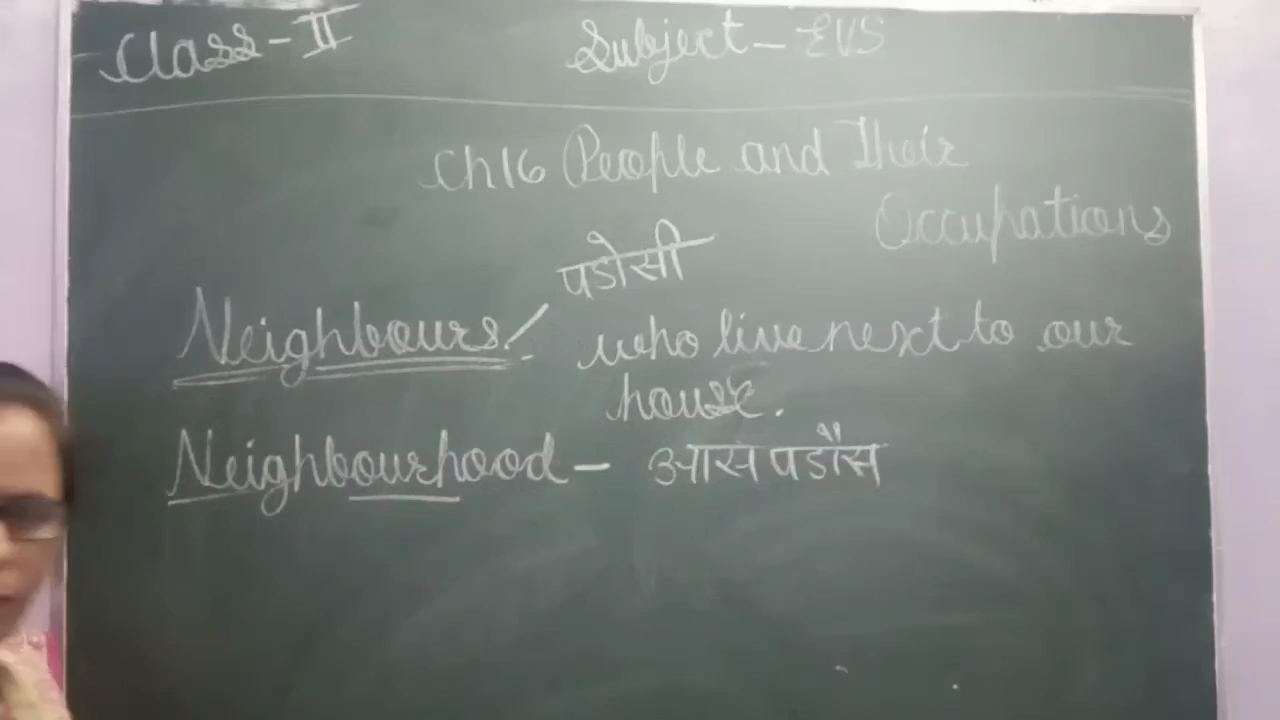 Class-II Subject-EVS
Ch16 People and Their
Occupations
पडोसी
Neighbours: who live next to our
house.
Neighbourhood- आस पडौस